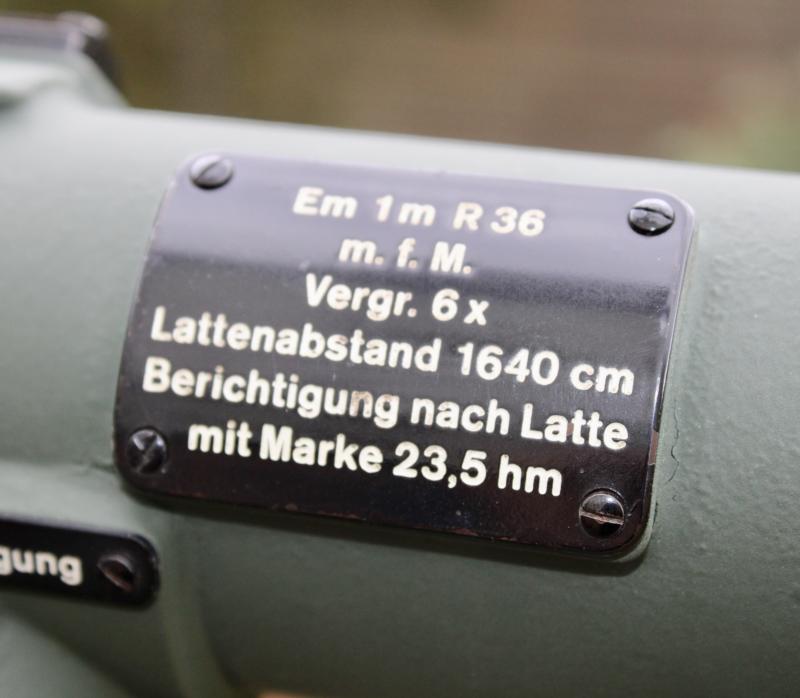 Em 1m R 36
m. f. M.
Vergr. 6 x
Lattenabstand 1640 cm
Berichtigung nach Latte
mit Marke 23,5 hm
gung